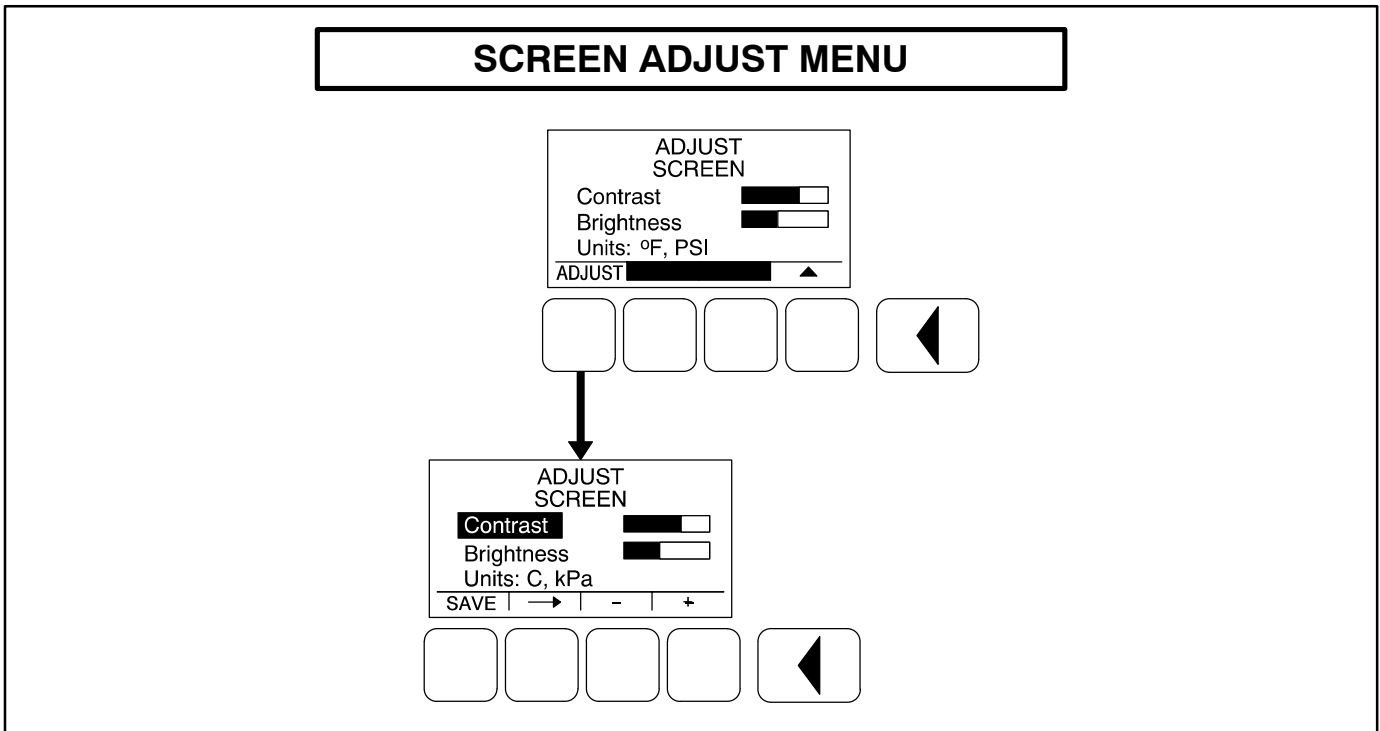 SCREEN ADJUST MENU
ADJUST
SCREEN
Contrast
Brightness
Units: ºF, PSI
ADJUST
ADJUST
SCREEN
Contrast
Brightness
Units: C, kPa
SAVE → - +